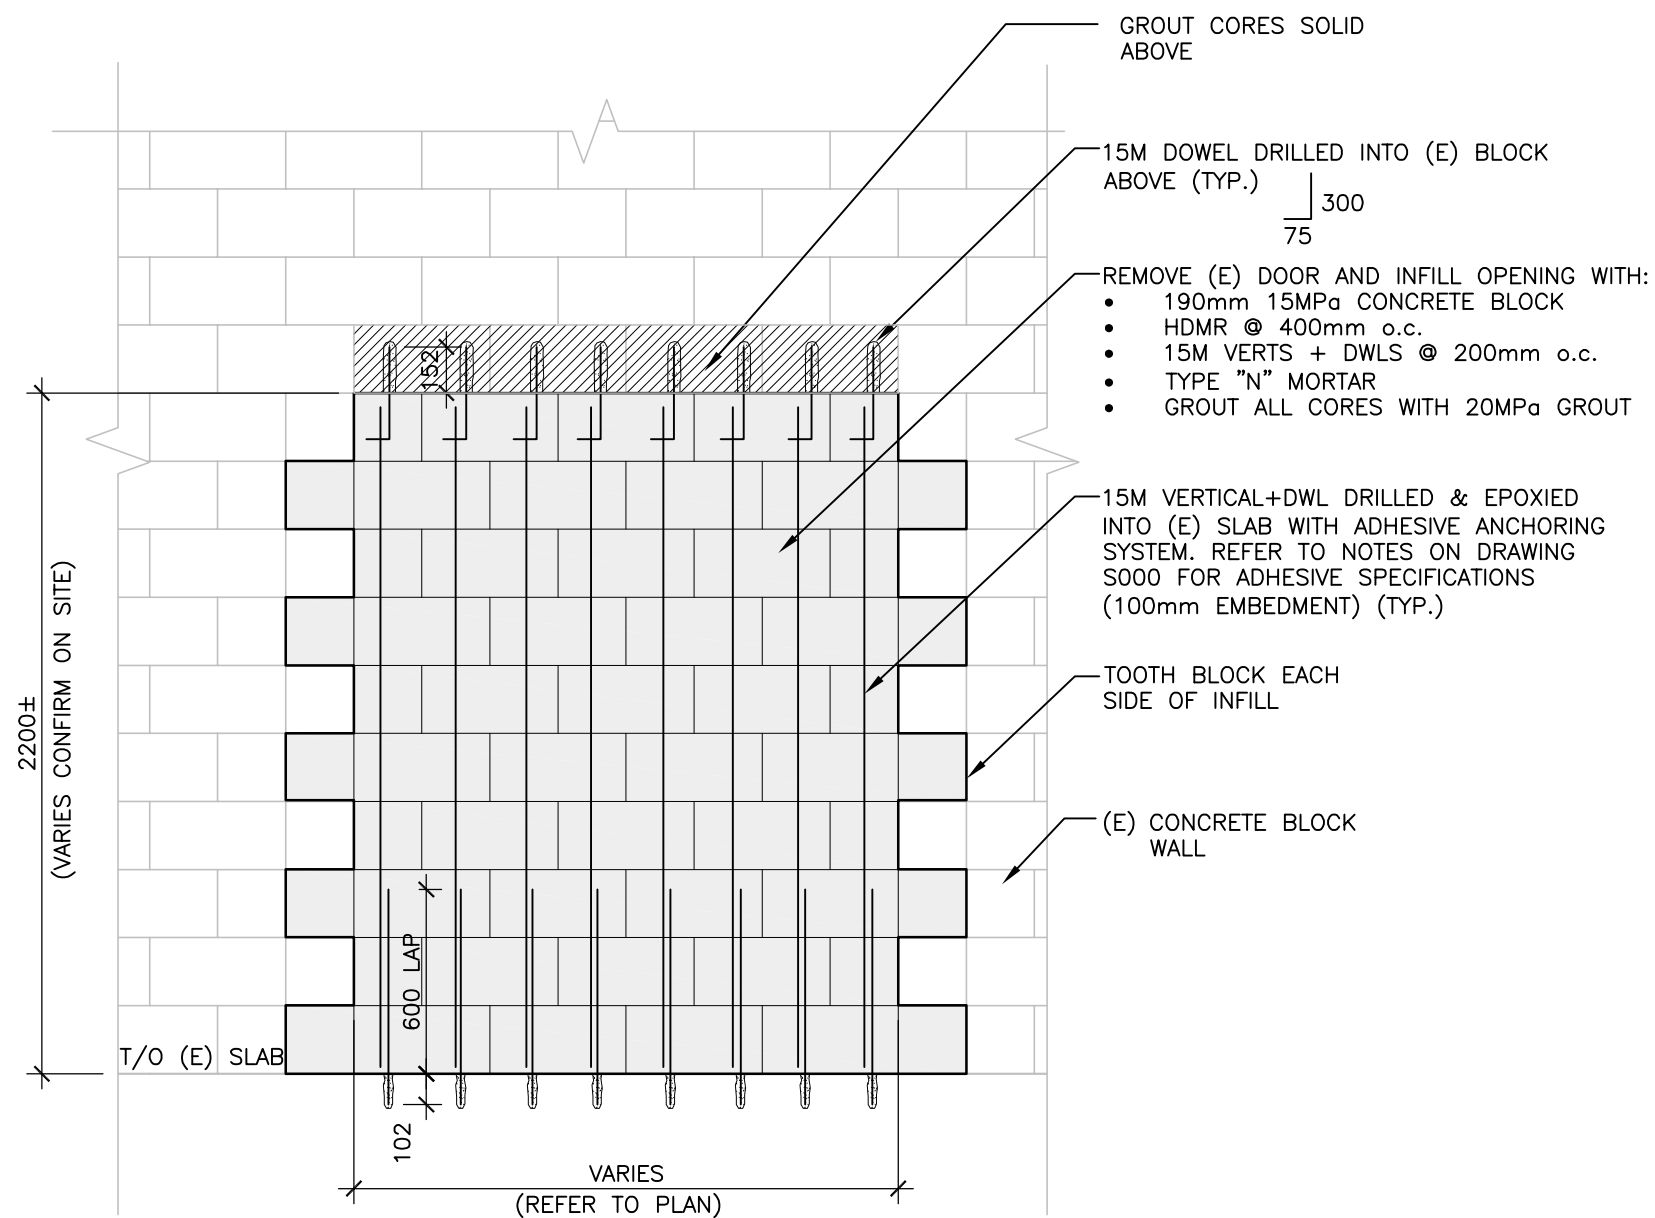 GROUT CORES SOLID
ABOVE
15M DOWEL DRILLED INTO (E) BLOCK
ABOVE (TYP.)
300
75
REMOVE (E) DOOR AND INFILL OPENING WITH:
• 190mm 15MPa CONCRETE BLOCK
• HDMR @ 400mm o.c.
• 15M VERTS + DWLS @ 200mm o.c.
• TYPE "N" MORTAR
• GROUT ALL CORES WITH 20MPa GROUT
15M VERTICAL+DWL DRILLED & EPOXIED
INTO (E) SLAB WITH ADHESIVE ANCHORING
SYSTEM. REFER TO NOTES ON DRAWING
S000 FOR ADHESIVE SPECIFICATIONS
(100mm EMBEDMENT) (TYP.)
TOOTH BLOCK EACH
SIDE OF INFILL
(E) CONCRETE BLOCK
WALL
152
2200±
(VARIES CONFIRM ON SITE)
600 LAP
T/O (E) SLAB
102
VARIES
(REFER TO PLAN)